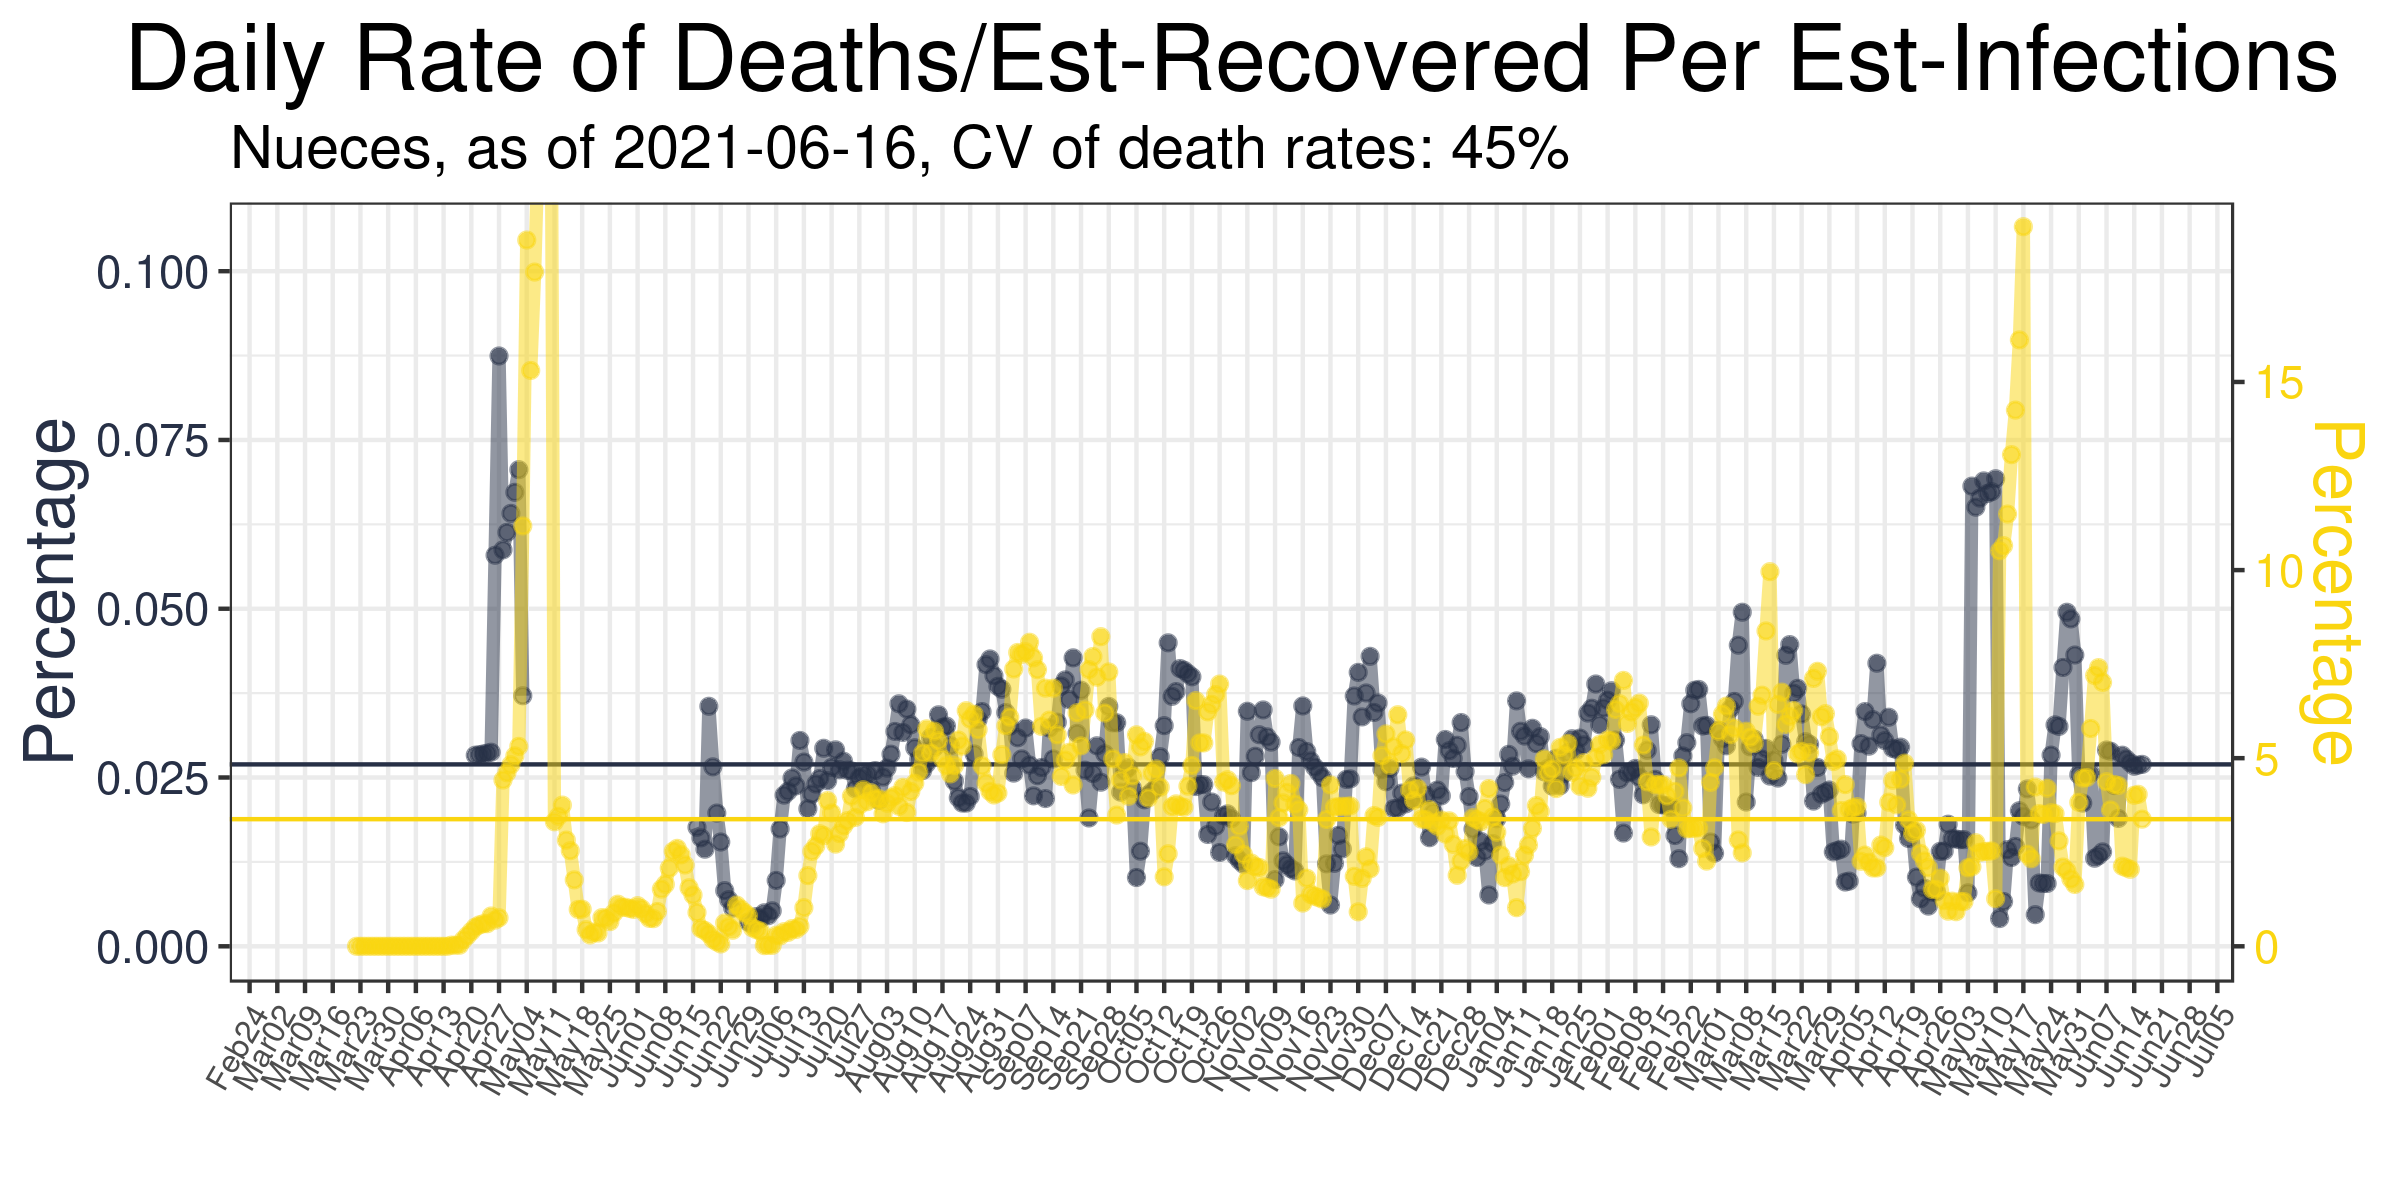 Daily Rate of Deaths/Est-Recovered Per Est-Infections
Nueces, as of 2021-06-16, CV of death rates: 45%
Percentage
0.100
0.075
0.050
0.025
0.000
15
10
5
0
Percentage
Feb24
Mar02
Mar09
Mar16
Mar23
Mar30
Apr06
Apr13
Apr20
Apr27
May04
May11
May18
May25
Jun01
Jun08
Jun15
Jun22
Jun29
Jul06
Jul13
Jul20
Jul27
Aug03
Aug10
Aug17
Aug24
Aug31
Sep07
Sep14
Sep21
Sep28
Oct05
Oct12
Oct19
Oct26
Nov02
Nov09
Nov16
Nov23
Nov30
Dec07
Dec14
Dec21
Dec28
Jan04
Jan11
Jan18
Jan25
Feb01
Feb08
Feb15
Feb22
Mar01
Mar08
Mar15
Mar22
Mar29
Apr05
Apr12
Apr19
Apr26
May03
May10
May17
May24
May31
Jun07
Jun14
Jun21
Jun28
Jul05